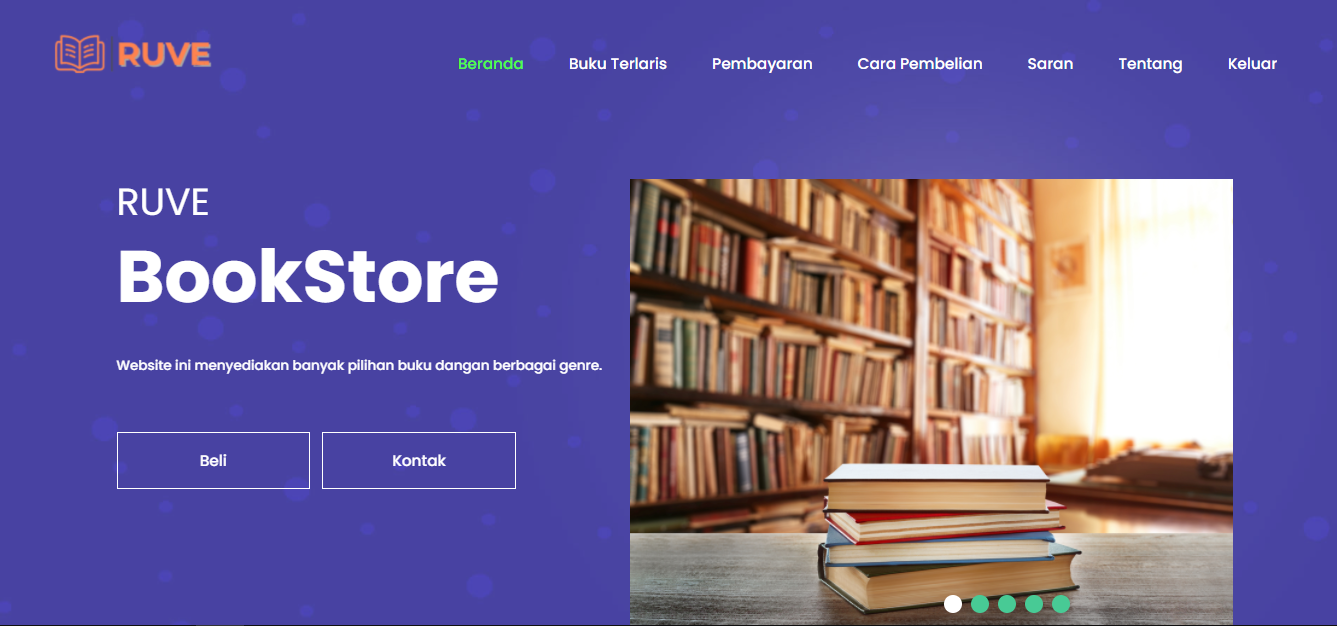 RUVE
Beranda Buku Terlaris Pembayaran Cara Pembelian Saran Tentang Keluar
RUVE
BookStore
Website ini menyediakan banyak pilihan buku dangan berbagai genre.
Beli Kontak